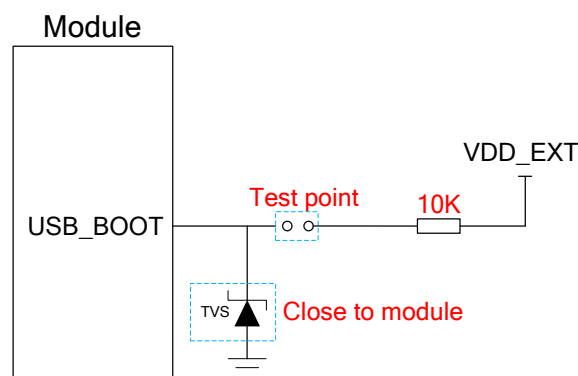 Module
VDD_EXT
Test point
10K
USB_BOOT
TVS
Close to module